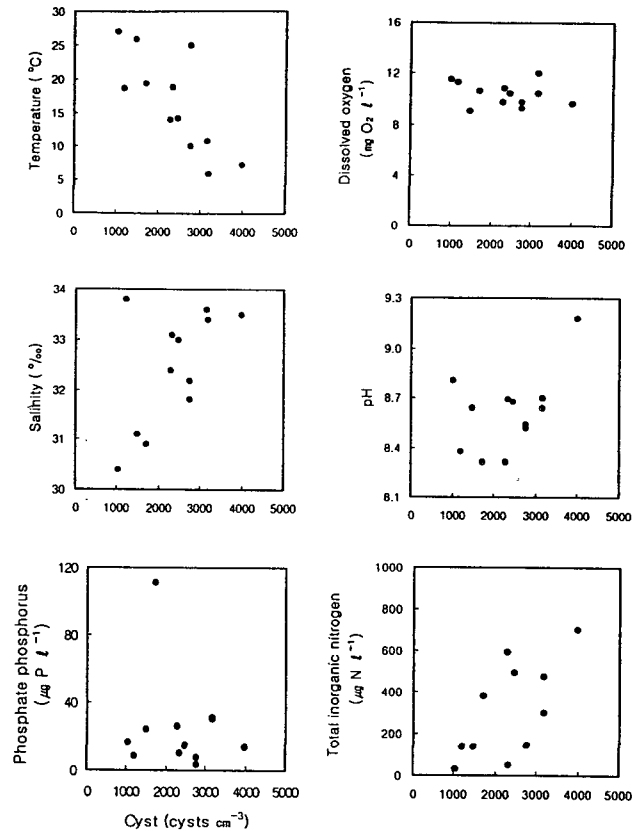 Temperature (°C)
30
25
20
15
10
5
0
0 1000 2000 3000 4000 5000
Dissolved oxygen
(mg O₂ ℓ⁻¹)
16
12
8
4
0
0 1000 2000 3000 4000 5000
Salinity (°/₀₀)
34
33
32
31
30
0 1000 2000 3000 4000 5000
pH
9.3
9.0
8.7
8.4
8.1
0 1000 2000 3000 4000 5000
Phosphate phosphorus
(μg P ℓ⁻¹)
120
80
40
0
0 1000 2000 3000 4000 5000
Cyst (cysts cm⁻³)
Total inorganic nitrogen
(μg N ℓ⁻¹)
1000
800
600
400
200
0
0 1000 2000 3000 4000 5000